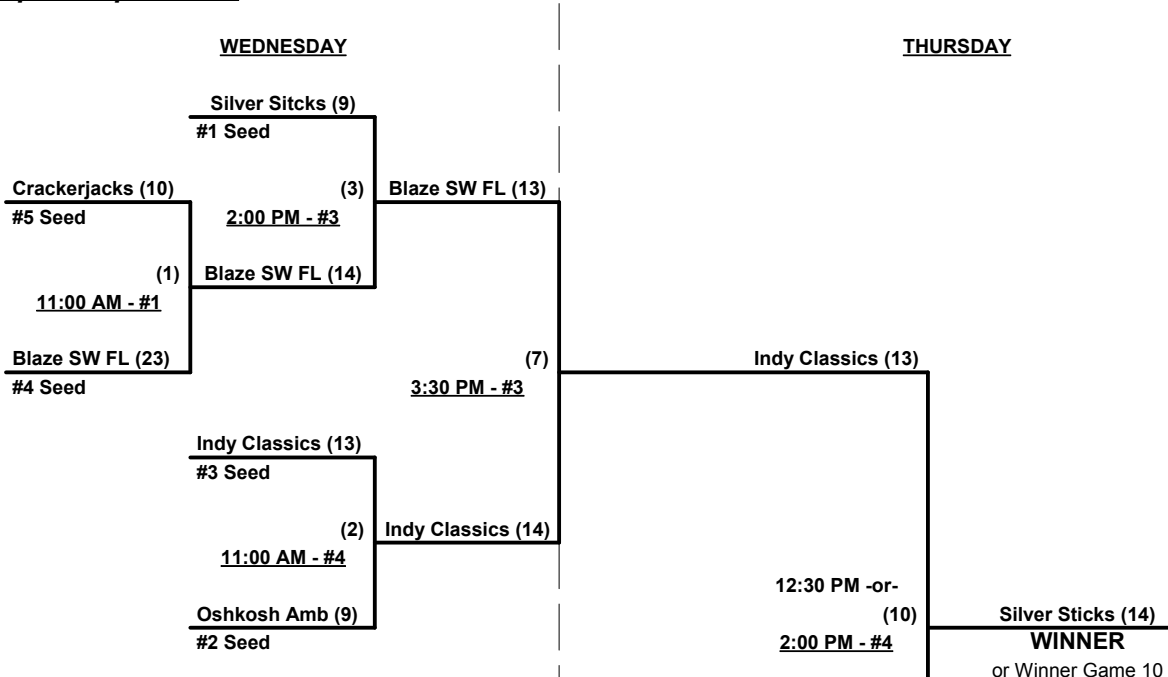 WEDNESDAY
THURSDAY
Silver Sitcks (9)
#1 Seed
Crackerjacks (10)
(3)
Blaze SW FL (13)
#5 Seed
2:00 PM - #3
(1)
Blaze SW FL (14)
11:00 AM - #1
Blaze SW FL (23)
(7)
Indy Classics (13)
#4 Seed
3:30 PM - #3
Indy Classics (13)
#3 Seed
(2)
Indy Classics (14)
11:00 AM - #4
12:30 PM -or-
Oshkosh Amb (9)
(10)
Silver Sticks (14)
#2 Seed
2:00 PM - #4
WINNER
or Winner Game 10